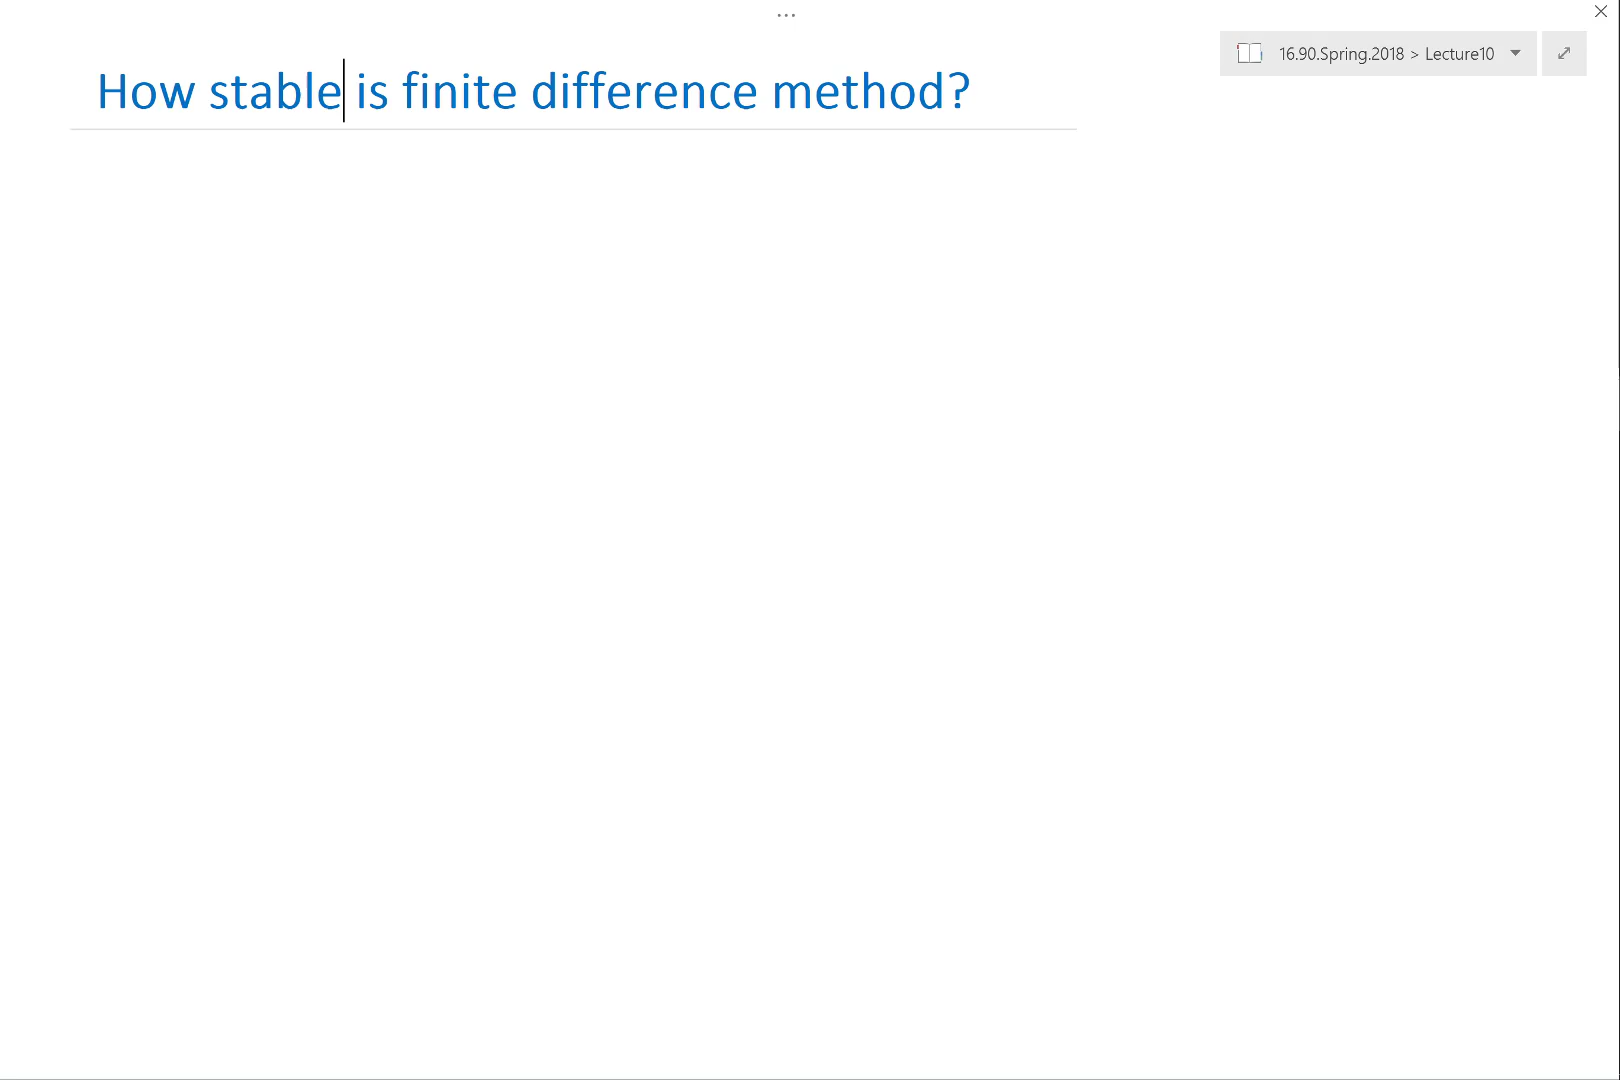 ...
16.90.Spring.2018 > Lecture10
How stable is finite difference method?